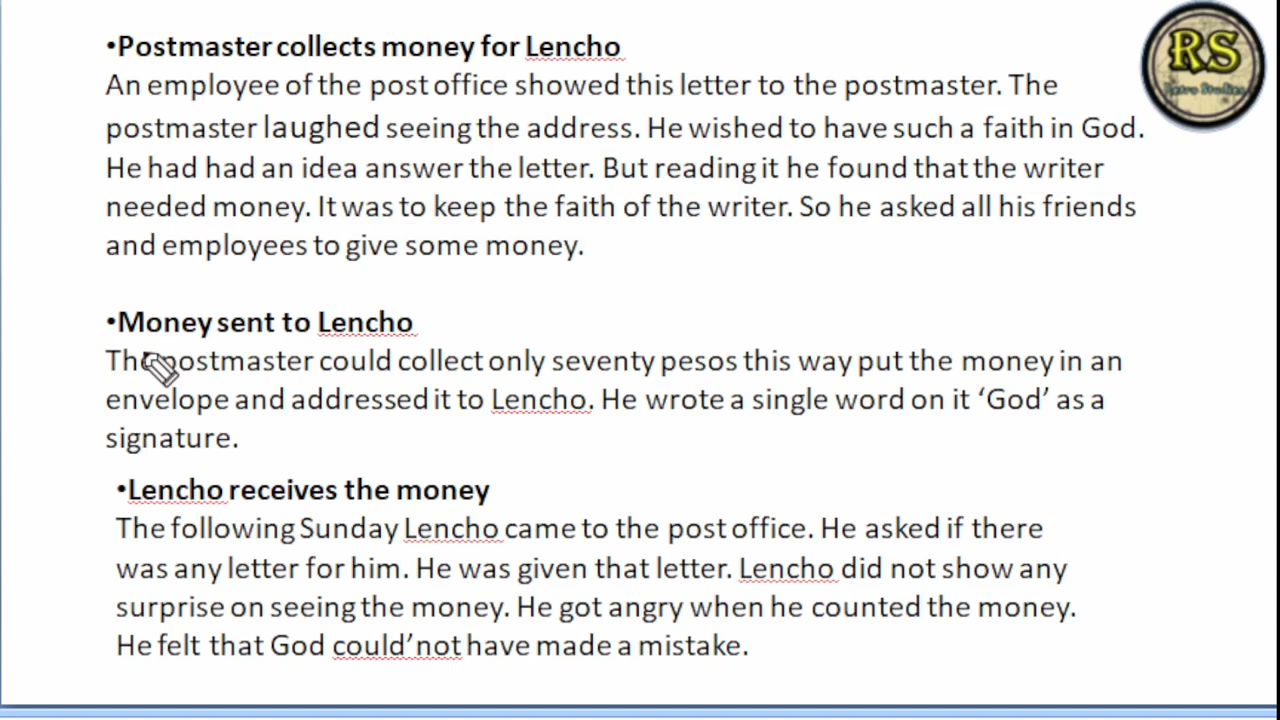 •Postmaster collects money for Lencho
An employee of the post office showed this letter to the postmaster. The
postmaster laughed seeing the address. He wished to have such a faith in God.
He had had an idea answer the letter. But reading it he found that the writer
needed money. It was to keep the faith of the writer. So he asked all his friends
and employees to give some money.
•Money sent to Lencho
The postmaster could collect only seventy pesos this way put the money in an
envelope and addressed it to Lencho. He wrote a single word on it ‘God’ as a
signature.
•Lencho receives the money
The following Sunday Lencho came to the post office. He asked if there
was any letter for him. He was given that letter. Lencho did not show any
surprise on seeing the money. He got angry when he counted the money.
He felt that God could’not have made a mistake.
RS